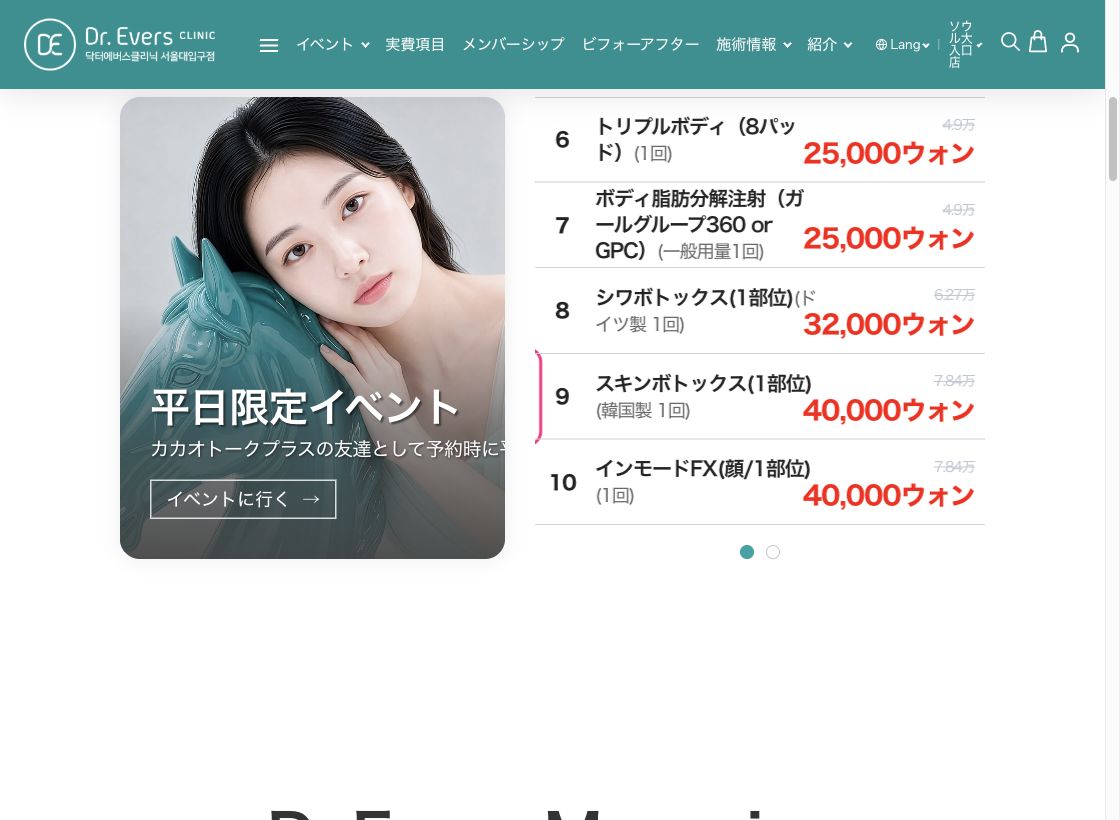 DE
Dr. Evers CLINIC
닥터에버스클리닉 서울대입구점
イベント
実費項目
メンバーシップ
ビフォーアフター
施術情報
紹介
Lang
ソウル大入口店
平日限定イベント
カカオトークプラスの友達として予約時に平
イベントに行く →
6
トリプルボディ（8パッ
ド）(1回)
4.9万
25,000ウォン
7
ボディ脂肪分解注射（ガ
ールグループ360 or
GPC）(一般用量1回)
4.9万
25,000ウォン
8
シワボトックス(1部位)(ド
イツ製 1回)
6.27万
32,000ウォン
9
スキンボトックス(1部位)
(韓国製 1回)
7.84万
40,000ウォン
10
インモードFX(顔/1部位)
(1回)
7.84万
40,000ウォン